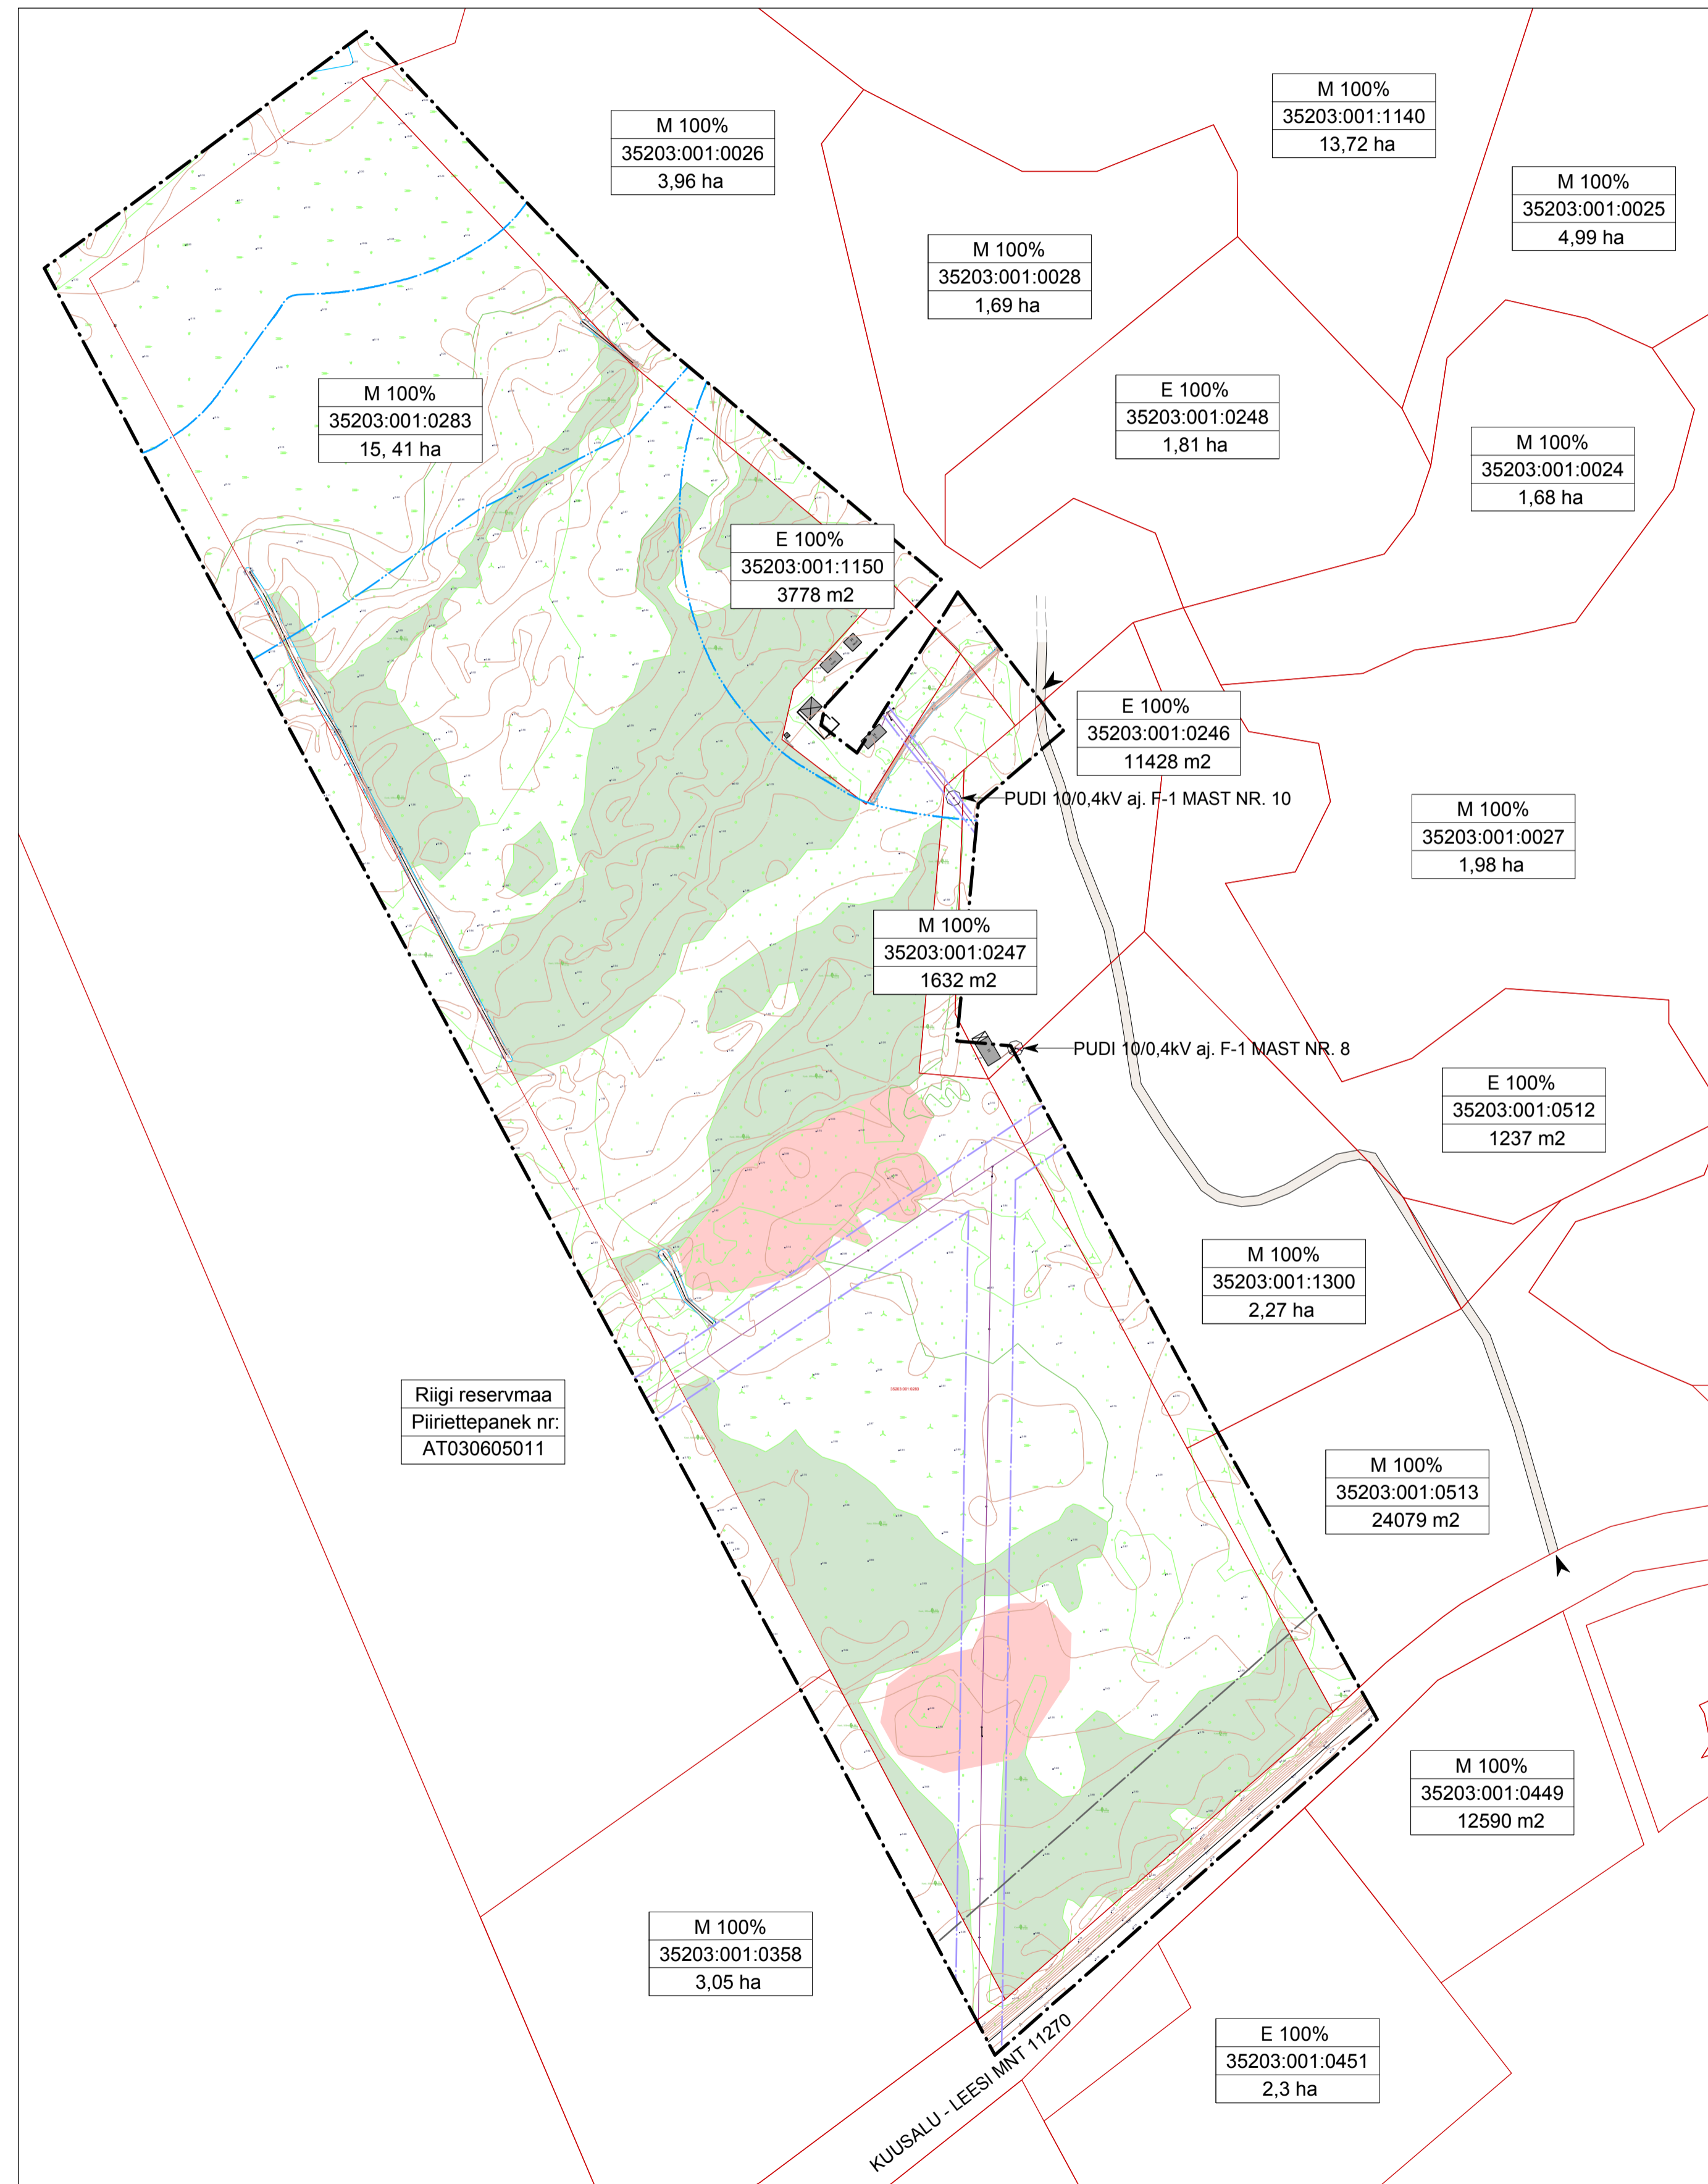 M 100%
35203:001:1140
13,72 ha
M 100%
35203:001:0026
3,96 ha
M 100%
35203:001:0025
4,99 ha
M 100%
35203:001:0028
1,69 ha
M 100%
35203:001:0283
15, 41 ha
E 100%
35203:001:0248
1,81 ha
M 100%
35203:001:0024
1,68 ha
E 100%
35203:001:1150
3778 m2
E 100%
35203:001:0246
11428 m2
PUDI 10/0,4kV aj. F-1 MAST NR. 10
M 100%
35203:001:0027
1,98 ha
M 100%
35203:001:0247
1632 m2
PUDI 10/0,4kV aj. F-1 MAST NR. 8
E 100%
35203:001:0512
1237 m2
M 100%
35203:001:1300
2,27 ha
Riigi reservmaa
Piiriettepanek nr:
AT030605011
M 100%
35203:001:0513
24079 m2
M 100%
35203:001:0449
12590 m2
M 100%
35203:001:0358
3,05 ha
E 100%
35203:001:0451
2,3 ha
KUUSALU - LEESI MNT 11270